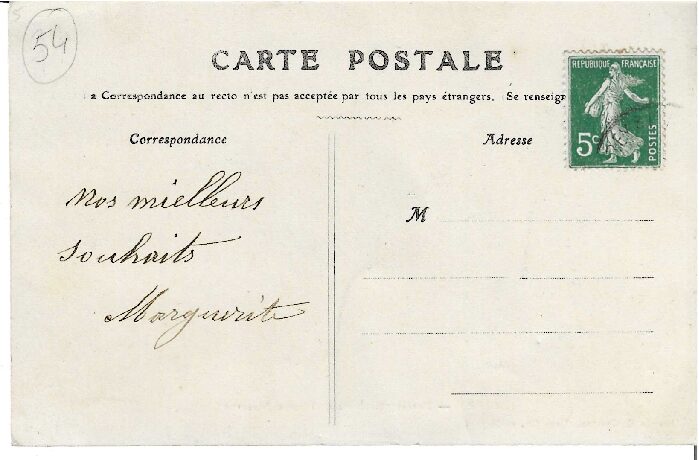 54
CARTE POSTALE
a Correspondance au recto n'est pas acceptée par tous les pays étrangers. (Se renseign
Correspondance
Adresse
REPUBLIQUE FRANÇAISE
5c
POSTES
M
nos mielleurs
souhaits
Marguerite